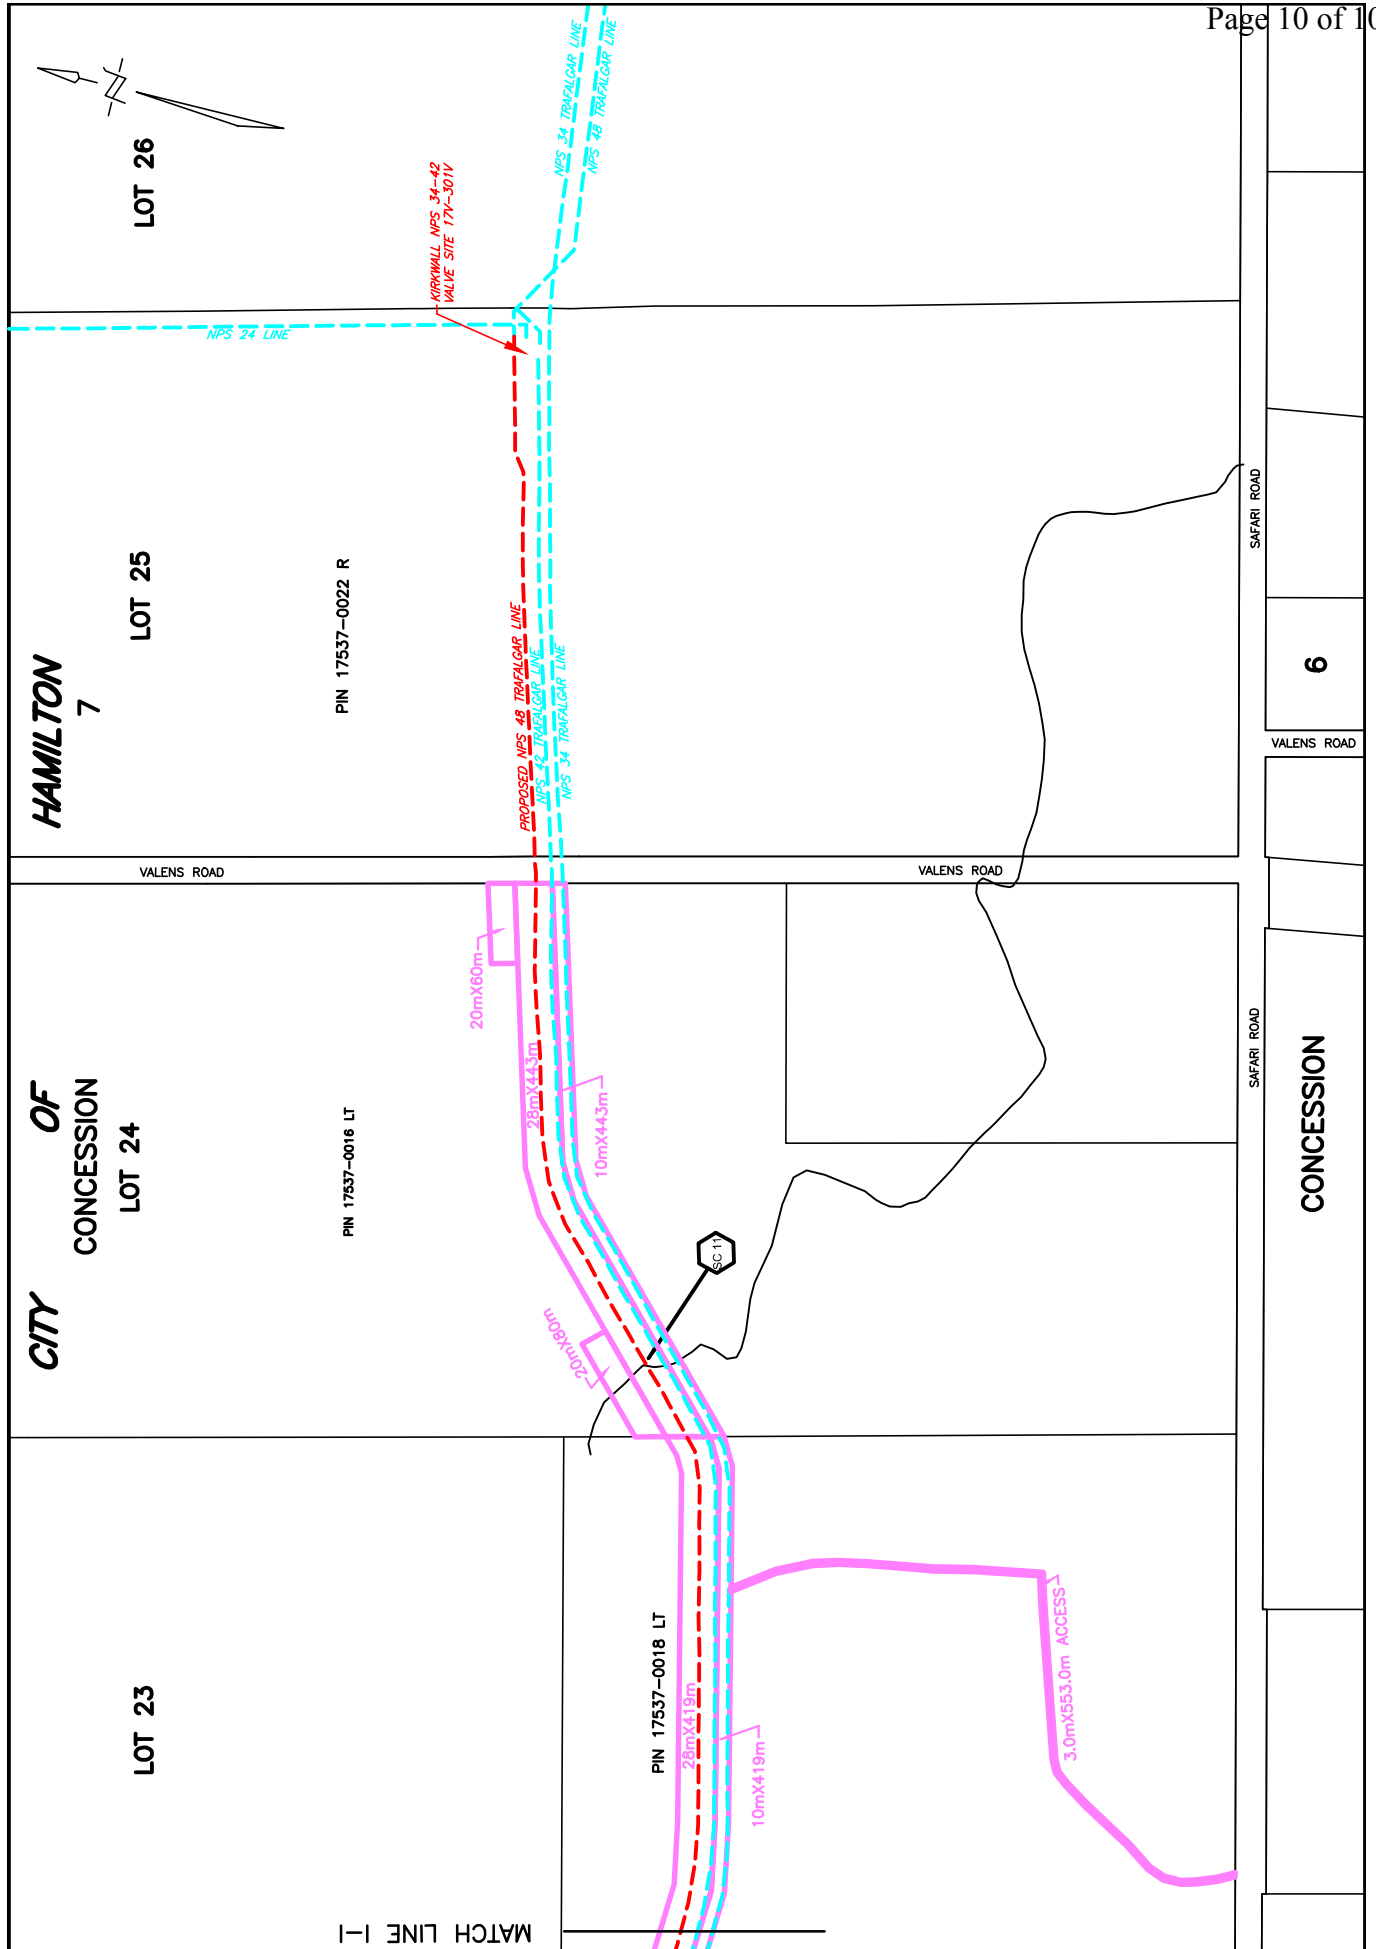 Page 10 of 10
LOT 26
NPS 34 TRAFALGAR LINE
NPS 48 TRAFALGAR LINE
KIRKWALL NPS 34-42
VALVE SITE 17V-301V
NPS 24 LINE
HAMILTON
7
LOT 25
PIN 17537-0022 R
PROPOSED NPS 48 TRAFALGAR LINE
NPS 42 TRAFALGAR LINE
NPS 34 TRAFALGAR LINE
SAFARI ROAD
6
VALENS ROAD
VALENS ROAD
VALENS ROAD
CITY OF
CONCESSION
LOT 24
PIN 17537-0016 LT
20mX60m
28mX443m
10mX443m
20mX80m
SC 11
SAFARI ROAD
CONCESSION
LOT 23
PIN 17537-0018 LT
28mX419m
10mX419m
3.0mX553.0m ACCESS
MATCH LINE I-I